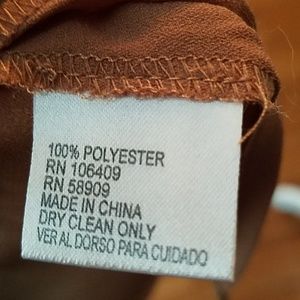 100% POLYESTER
RN 106409
RN 58909
MADE IN CHINA
DRY CLEAN ONLY
VER AL DORSO PARA CUIDADO